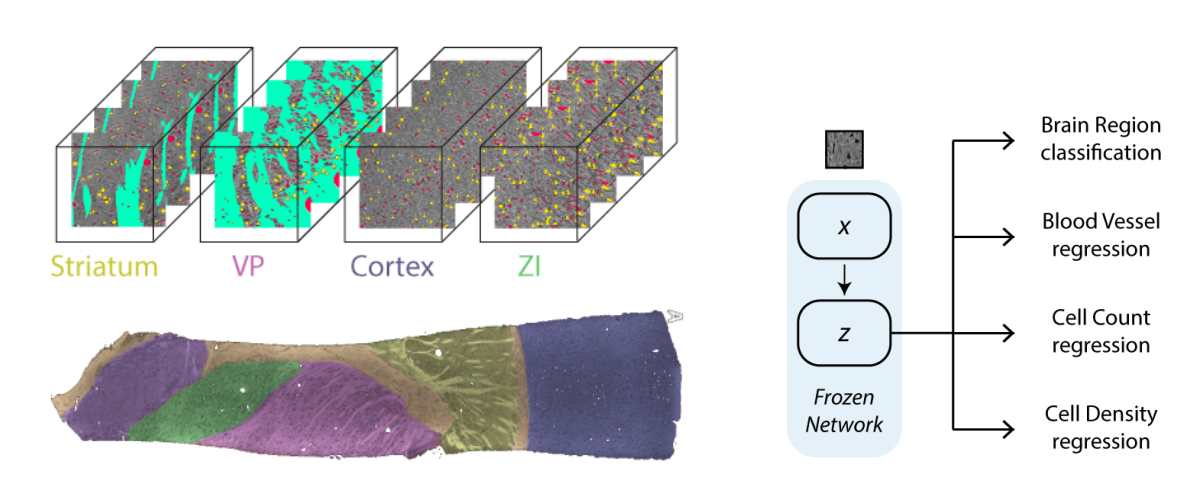 Striatum
VP
Cortex
ZI
x
z
Frozen
Network
Brain Region
classification
Blood Vessel
regression
Cell Count
regression
Cell Density
regression